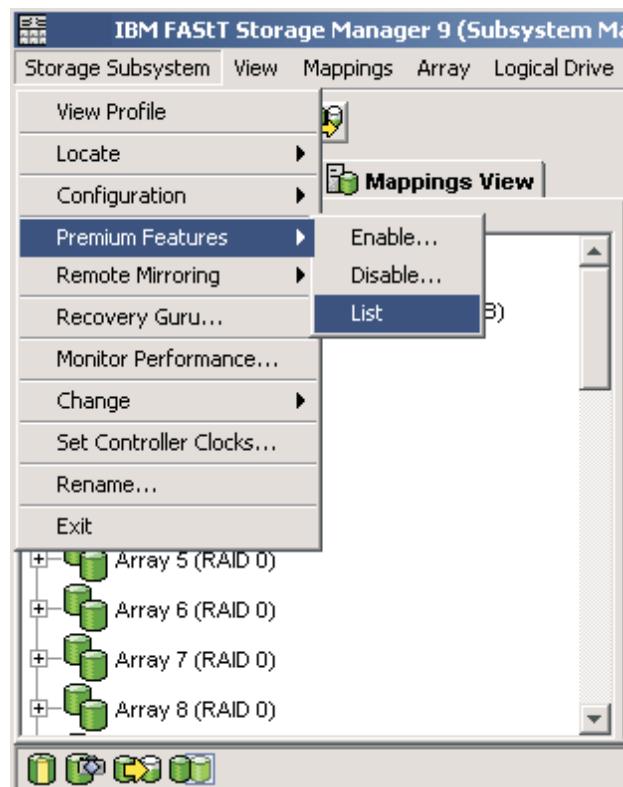 IBM FAStT Storage Manager 9 (Subsystem Ma
Storage Subsystem View Mappings Array Logical Drive
View Profile
Locate
Mappings View
Configuration
Premium Features
Enable...
Remote Mirroring
Disable...
Recovery Guru...
List
B)
Monitor Performance...
Change
Set Controller Clocks...
Rename...
Exit
Array 5 (RAID 0)
Array 6 (RAID 0)
Array 7 (RAID 0)
Array 8 (RAID 0)